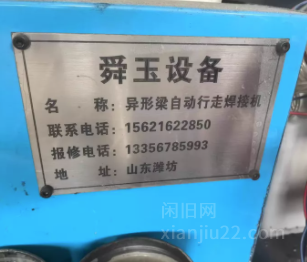 舜玉设备
名 称：异形梁自动行走焊接机
联系电话：15621622850
报修电话：13356785993
地 址：山东潍坊
闲旧网
xianjiu22.com